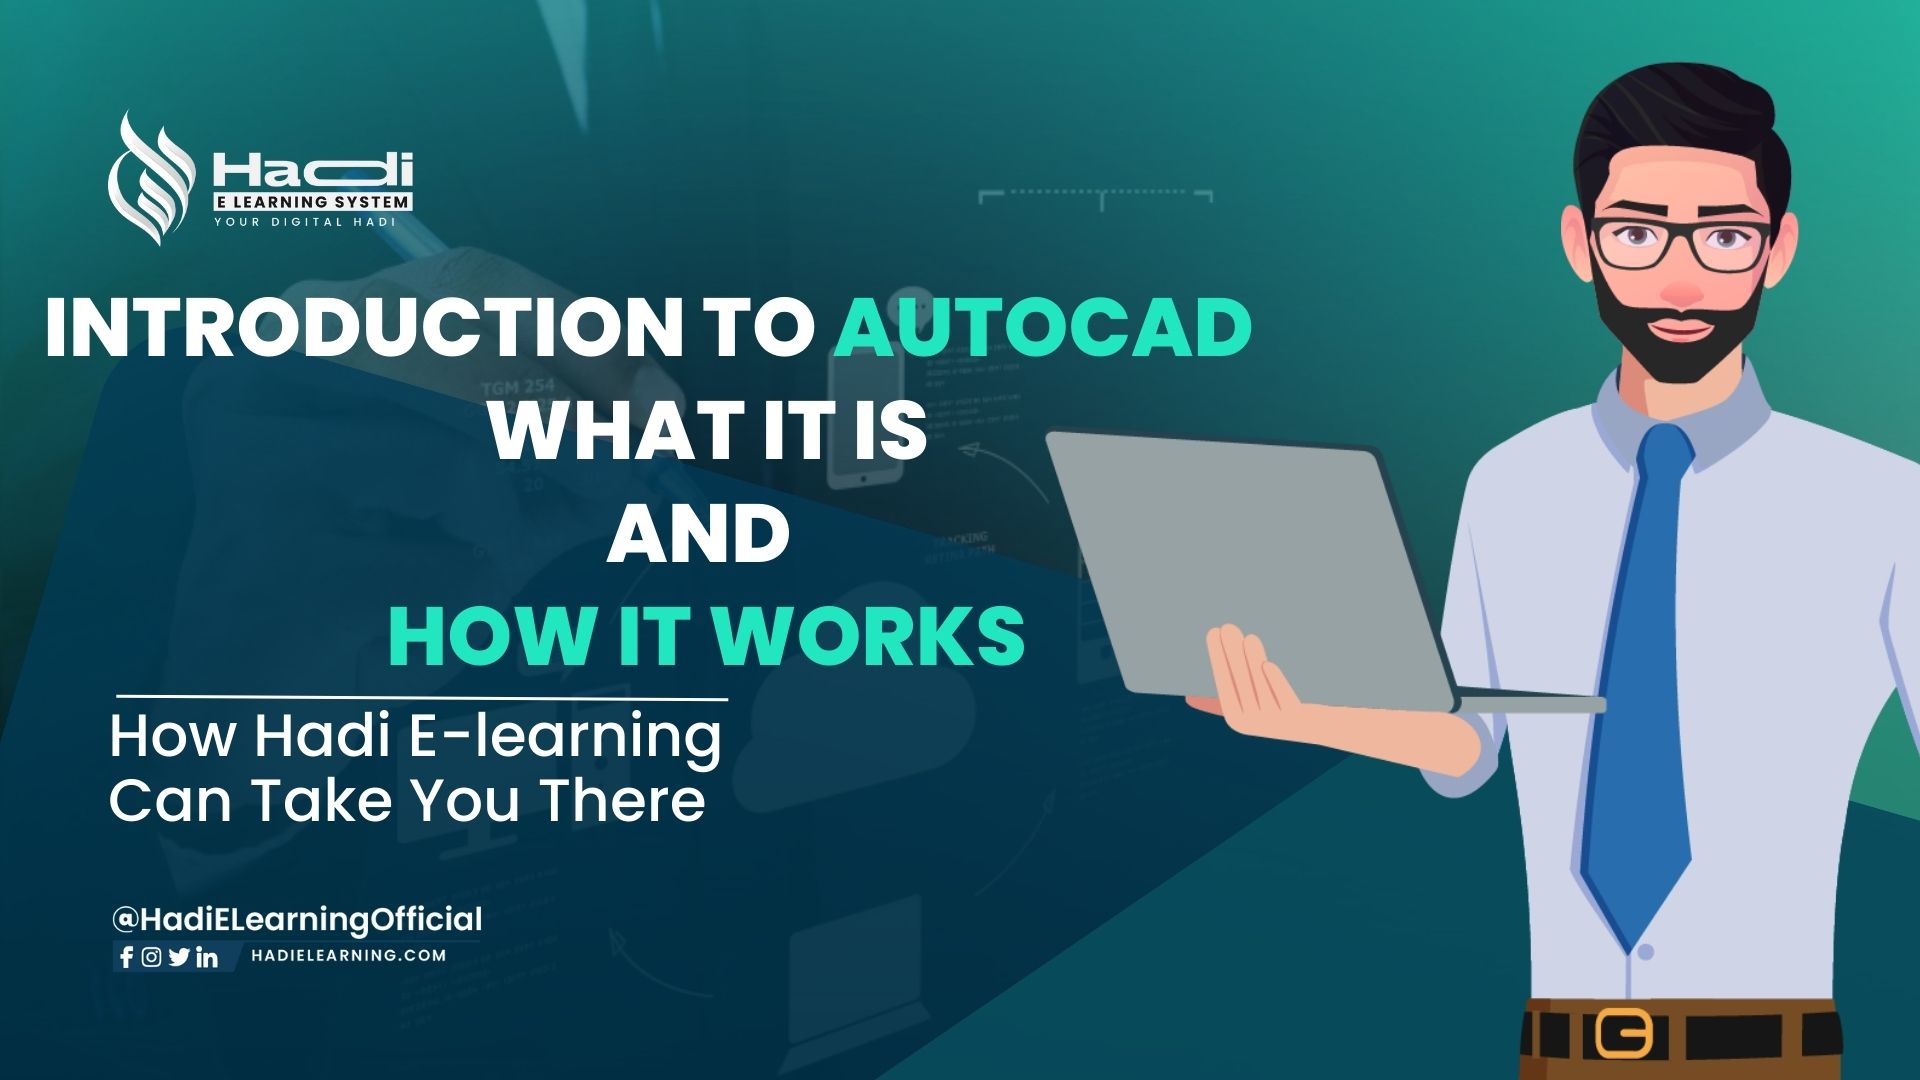 Hadi
E LEARNING SYSTEM
YOUR DIGITAL HADI
INTRODUCTION TO AUTOCAD
TGM 254
WHAT IT IS
20
AND
HOW IT WORKS
How Hadi E-learning
Can Take You There
@HadiELearningOfficial
HADIELEARNING.COM